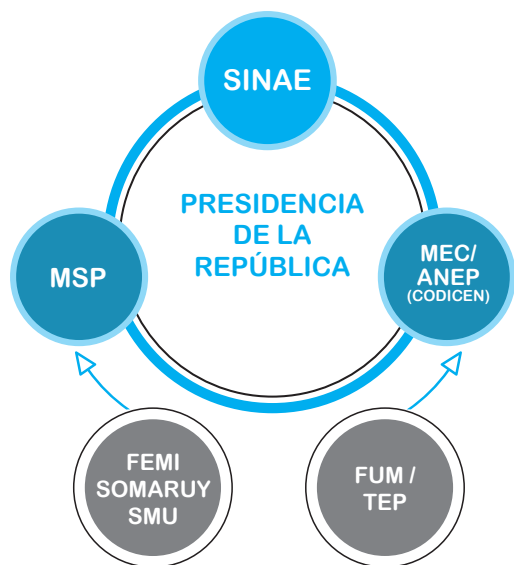 SINAE
PRESIDENCIA
DE LA
REPÚBLICA
MSP
MEC/
ANEP
(CODICEN)
FEMI
SOMARUY
SMU
FUM /
TEP